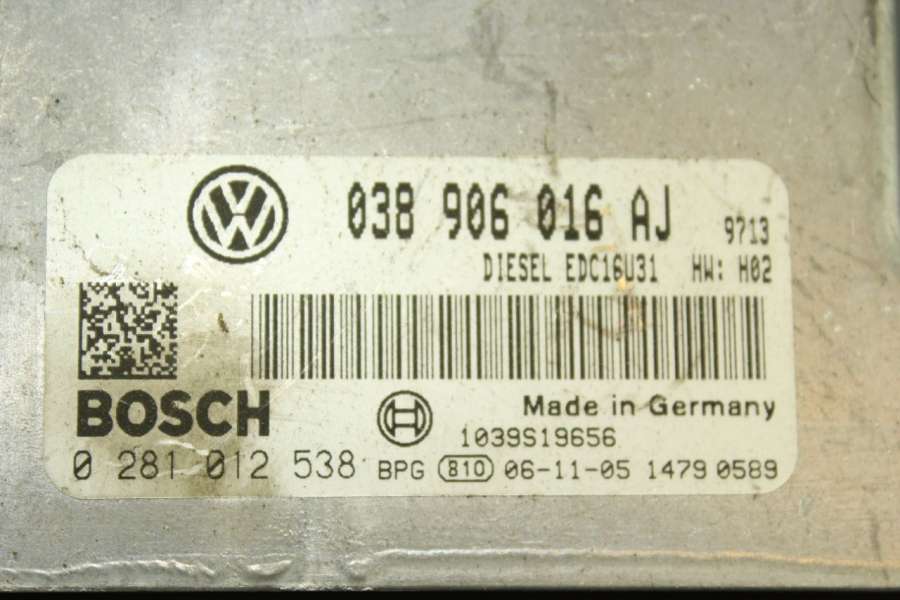 038 906 016 AJ 9713
DIESEL EDC16U31 HW: H02
BOSCH
Made in Germany
1039S19656
0 281 012 538 BPG 810 06-11-05 1479 0589